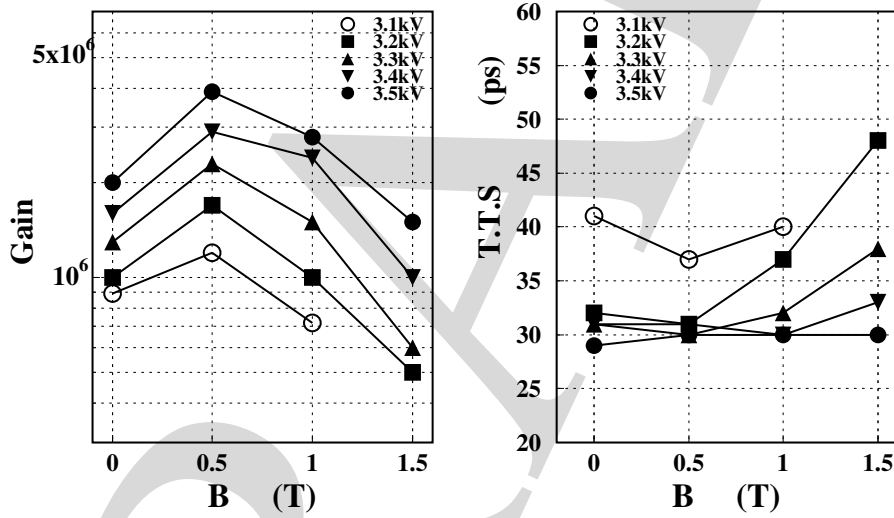 3.1kV
3.2kV
3.3kV
3.4kV
3.5kV
5x10⁶
10⁶
Gain
0 0.5 1 1.5
B (T)
3.1kV
3.2kV
3.3kV
3.4kV
3.5kV
60
55
50
45
40
35
30
25
20
T.T.S (ps)
0 0.5 1 1.5
B (T)